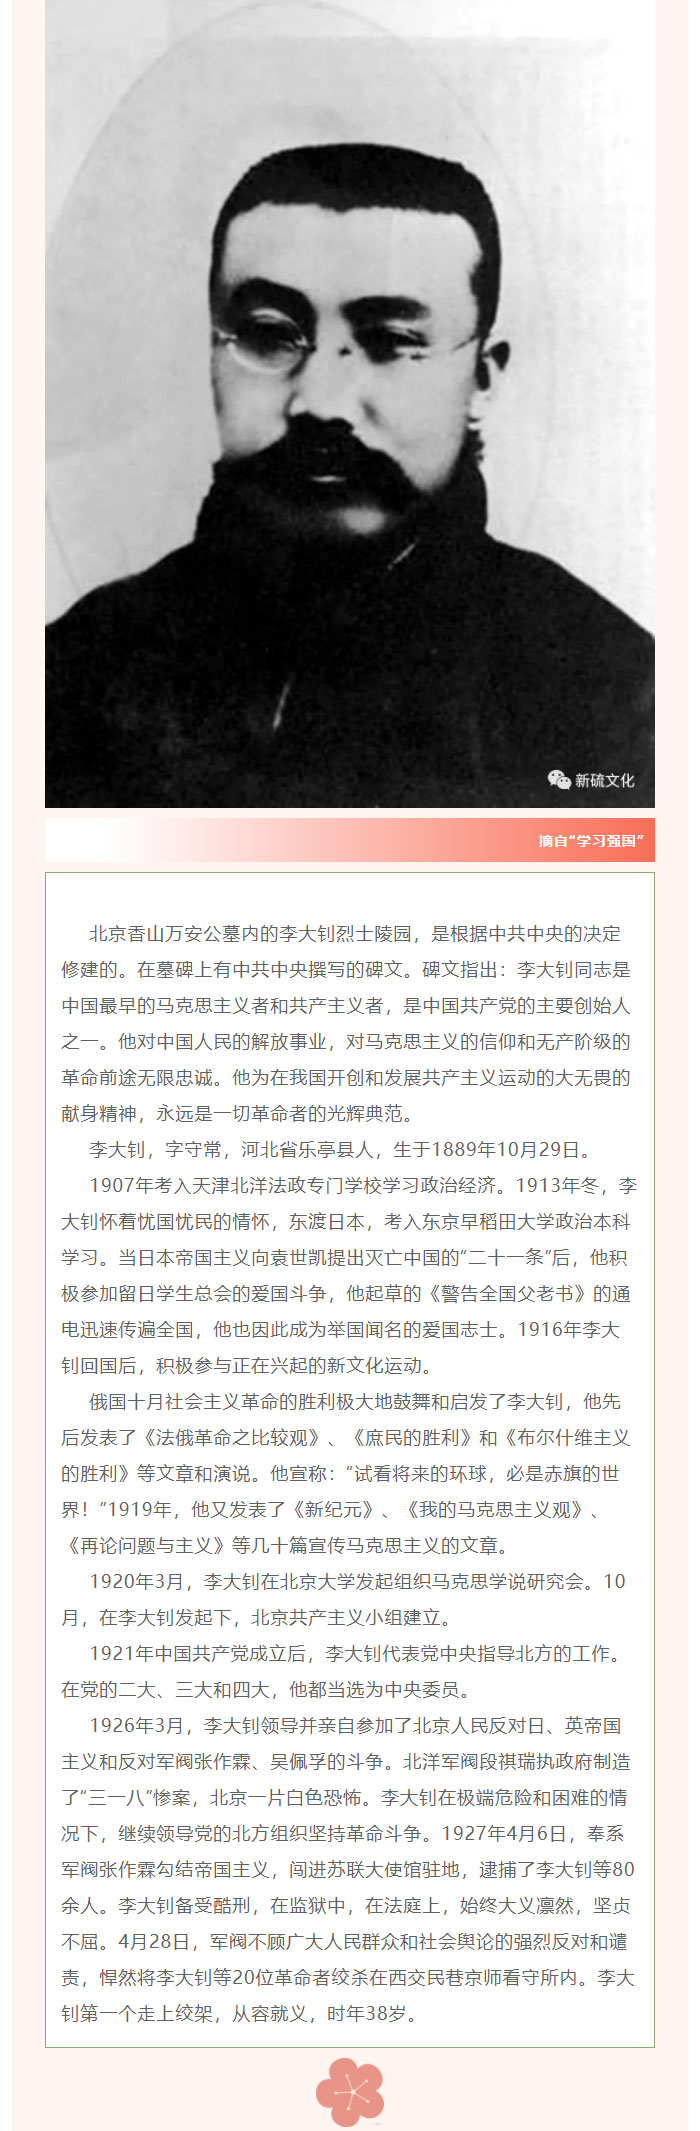 新硫文化
摘自“学习强国”
北京香山万安公墓内的李大钊烈士陵园，是根据中共中央的决定
修建的。在墓碑上有中共中央撰写的碑文。碑文指出：李大钊同志是
中国最早的马克思主义者和共产主义者，是中国共产党的主要创始人
之一。他对中国人民的解放事业，对马克思主义的信仰和无产阶级的
革命前途无限忠诚。他为在我国开创和发展共产主义运动的大无畏的
献身精神，永远是一切革命者的光辉典范。
李大钊，字守常，河北省乐亭县人，生于1889年10月29日。
1907年考入天津北洋法政专门学校学习政治经济。1913年冬，李
大钊怀着忧国忧民的情怀，东渡日本，考入东京早稻田大学政治本科
学习。当日本帝国主义向袁世凯提出灭亡中国的“二十一条”后，他积
极参加留日学生总会的爱国斗争，他起草的《警告全国父老书》的通
电迅速传遍全国，他也因此成为举国闻名的爱国志士。1916年李大
钊回国后，积极参与正在兴起的新文化运动。
俄国十月社会主义革命的胜利极大地鼓舞和启发了李大钊，他先
后发表了《法俄革命之比较观》、《庶民的胜利》和《布尔什维主义
的胜利》等文章和演说。他宣称：“试看将来的环球，必是赤旗的世
界！”1919年，他又发表了《新纪元》、《我的马克思主义观》、
《再论问题与主义》等几十篇宣传马克思主义的文章。
1920年3月，李大钊在北京大学发起组织马克思学说研究会。10
月，在李大钊发起下，北京共产主义小组建立。
1921年中国共产党成立后，李大钊代表党中央指导北方的工作。
在党的二大、三大和四大，他都当选为中央委员。
1926年3月，李大钊领导并亲自参加了北京人民反对日、英帝国
主义和反对军阀张作霖、吴佩孚的斗争。北洋军阀段祺瑞执政府制造
了“三一八”惨案，北京一片白色恐怖。李大钊在极端危险和困难的情
况下，继续领导党的北方组织坚持革命斗争。1927年4月6日，奉系
军阀张作霖勾结帝国主义，闯进苏联大使馆驻地，逮捕了李大钊等80
余人。李大钊备受酷刑，在监狱中，在法庭上，始终大义凛然，坚贞
不屈。4月28日，军阀不顾广大人民群众和社会舆论的强烈反对和谴
责，悍然将李大钊等20位革命者绞杀在西交民巷京师看守所内。李大
钊第一个走上绞架，从容就义，时年38岁。